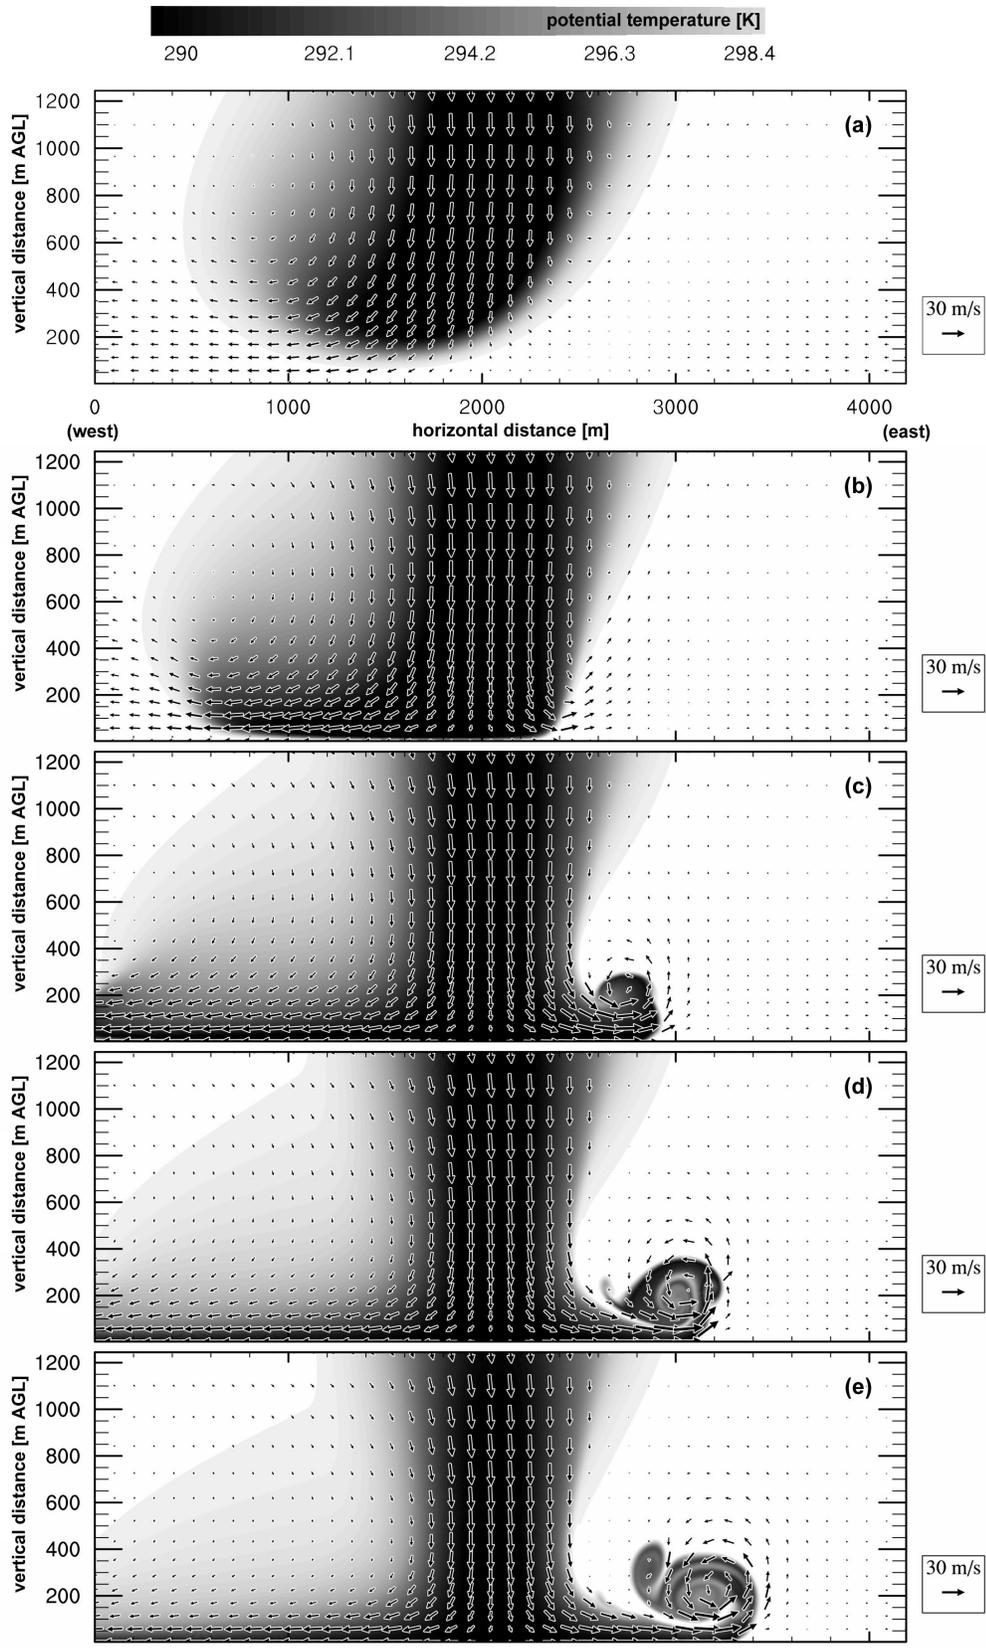 potential temperature [K]
290 292.1 294.2 296.3 298.4
(a)
vertical distance [m AGL]
1200
1000
800
600
400
200
30 m/s
0 1000 2000 3000 4000
(west) horizontal distance [m] (east)
(b)
vertical distance [m AGL]
1200
1000
800
600
400
200
30 m/s
(c)
vertical distance [m AGL]
1200
1000
800
600
400
200
30 m/s
(d)
vertical distance [m AGL]
1200
1000
800
600
400
200
30 m/s
(e)
vertical distance [m AGL]
1200
1000
800
600
400
200
30 m/s